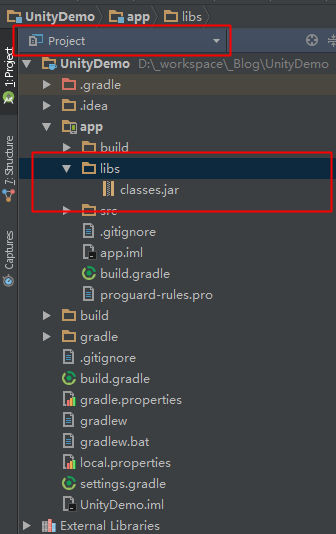 UnityDemo app libs
Project
1: Project
UnityDemo D:\_workspace\_Blog\UnityDemo
.gradle
.idea
app
build
libs
classes.jar
src
.gitignore
app.iml
build.gradle
proguard-rules.pro
build
gradle
.gitignore
build.gradle
gradle.properties
gradlew
gradlew.bat
local.properties
settings.gradle
UnityDemo.iml
External Libraries
7: Structure
Captures